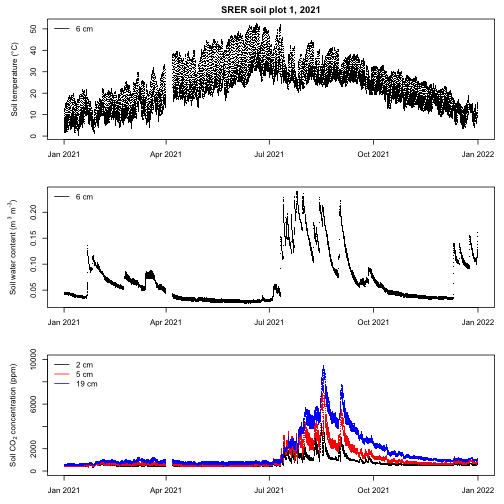 SRER soil plot 1, 2021
Soil temperature (°C)
50
40
30
20
10
0
6 cm
Jan 2021 Apr 2021 Jul 2021 Oct 2021 Jan 2022
Soil water content (m³ m⁻³)
0.20
0.15
0.10
0.05
6 cm
Jan 2021 Apr 2021 Jul 2021 Oct 2021 Jan 2022
Soil CO₂ concentration (ppm)
10000
6000
4000
2000
0
2 cm
5 cm
19 cm
Jan 2021 Apr 2021 Jul 2021 Oct 2021 Jan 2022